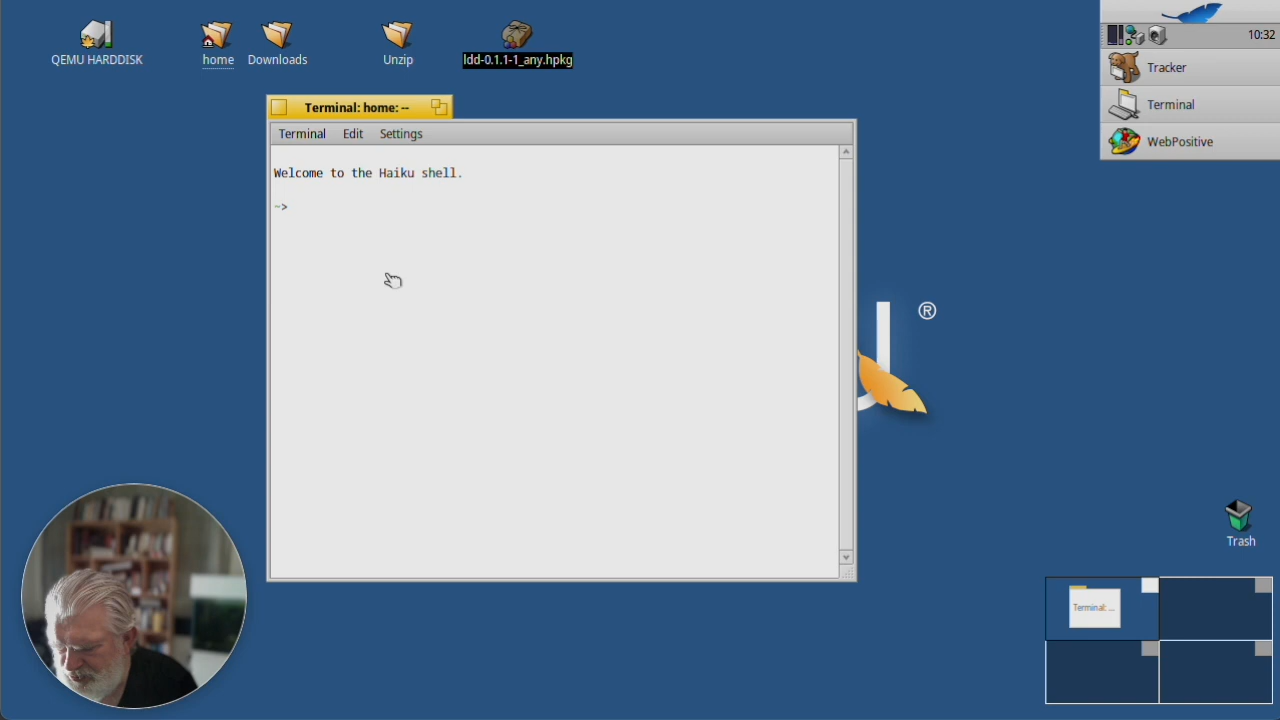 QEMU HARDDISK
home
Downloads
Unzip
ldd-0.1.1-1_any.hpkg
10:32
Tracker
Terminal
WebPositive
Terminal: home: --
Terminal Edit Settings
Welcome to the Haiku shell.
~>
®
Trash
Terminal: ...